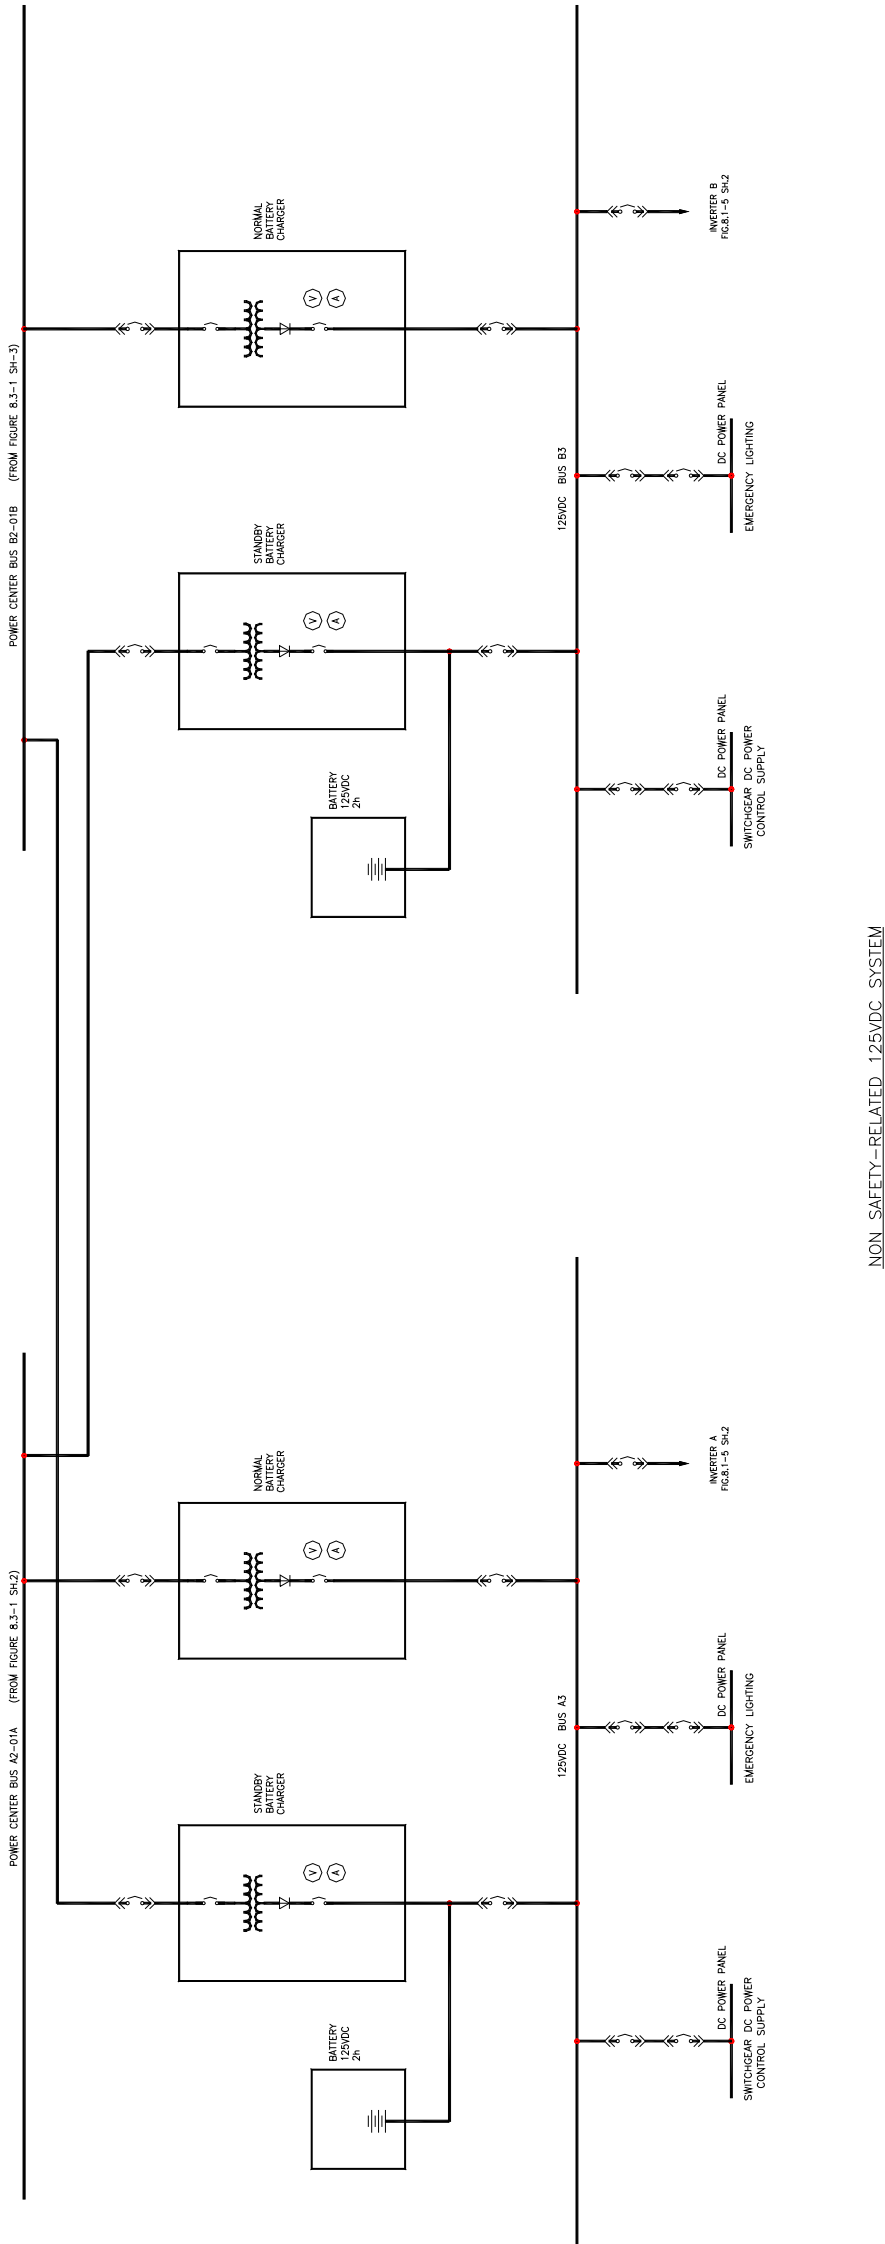 POWER CENTER BUS A2-01A (FROM FIGURE 8.3-1 SH.2)
POWER CENTER BUS B2-01B (FROM FIGURE 8.3-1 SH-3)
STANDBY
BATTERY
CHARGER
NORMAL
BATTERY
CHARGER
STANDBY
BATTERY
CHARGER
NORMAL
BATTERY
CHARGER
V
A
V
A
V
A
V
A
BATTERY
125VDC
2h
BATTERY
125VDC
2h
125VDC BUS A3
125VDC BUS B3
DC POWER PANEL
SWITCHGEAR DC POWER
CONTROL SUPPLY
DC POWER PANEL
EMERGENCY LIGHTING
INVERTER A
FIG.8.1-5 SH.2
DC POWER PANEL
SWITCHGEAR DC POWER
CONTROL SUPPLY
DC POWER PANEL
EMERGENCY LIGHTING
INVERTER B
FIG.8.1-5 SH.2
NON SAFETY-RELATED 125VDC SYSTEM